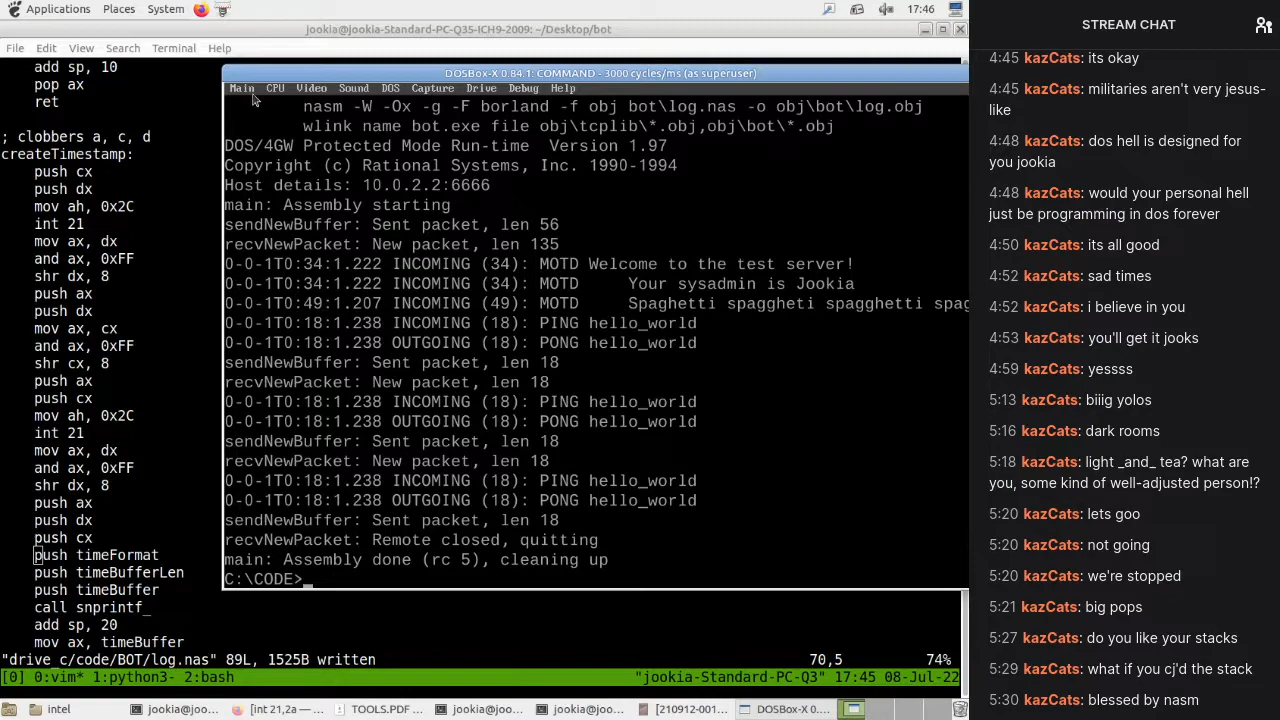 Applications Places System 17:46
jookia@jookia-Standard-PC-Q35-ICH9-2009: ~/Desktop/bot
File Edit View Search Terminal Help
add sp, 10
pop ax
ret
; clobbers a, c, d
createTimestamp:
push cx
push dx
mov ah, 0x2C
int 21
mov ax, dx
and ax, 0xFF
shr dx, 8
push ax
push dx
mov ax, cx
and ax, 0xFF
shr cx, 8
push ax
push cx
mov ah, 0x2C
int 21
mov ax, dx
and ax, 0xFF
shr dx, 8
push ax
push dx
push cx
push timeFormat
push timeBufferLen
push timeBuffer
call snprintf_
add sp, 20
mov ax, timeBuffer
"drive_c/code/BOT/log.nas" 89L, 1525B written 70,5 74%
[0] 0:vim* 1:python3- 2:bash "jookia-Standard-PC-Q3" 17:45 08-Jul-22
DOSBox-X 0.84.1: COMMAND - 3000 cycles/ms (as superuser)
Main CPU Video Sound DOS Capture Drive Debug Help
nasm -W -Ox -g -F borland -f obj bot\log.nas -o obj\bot\log.obj
wlink name bot.exe file obj\tcplib\*.obj,obj\bot\*.obj
DOS/4GW Protected Mode Run-time Version 1.97
Copyright (c) Rational Systems, Inc. 1990-1994
Host details: 10.0.2.2:6666
main: Assembly starting
sendNewBuffer: Sent packet, len 56
recvNewPacket: New packet, len 135
0-0-1T0:34:1.222 INCOMING (34): MOTD Welcome to the test server!
0-0-1T0:34:1.222 INCOMING (34): MOTD Your sysadmin is Jookia
0-0-1T0:49:1.207 INCOMING (49): MOTD Spaghetti spaggheti spagghetti spag
0-0-1T0:18:1.238 INCOMING (18): PING hello_world
0-0-1T0:18:1.238 OUTGOING (18): PONG hello_world
sendNewBuffer: Sent packet, len 18
recvNewPacket: New packet, len 18
0-0-1T0:18:1.238 INCOMING (18): PING hello_world
0-0-1T0:18:1.238 OUTGOING (18): PONG hello_world
sendNewBuffer: Sent packet, len 18
recvNewPacket: New packet, len 18
0-0-1T0:18:1.238 INCOMING (18): PING hello_world
0-0-1T0:18:1.238 OUTGOING (18): PONG hello_world
sendNewBuffer: Sent packet, len 18
recvNewPacket: Remote closed, quitting
main: Assembly done (rc 5), cleaning up
C:\CODE>_
intel jookia@joo... [int 21,2a —... TOOLS.PDF ... jookia@joo... jookia@joo... [210912-001... DOSBox-X 0....
STREAM CHAT
4:45 kazCats: its okay
4:45 kazCats: militaries aren't very jesus-
like
4:48 kazCats: dos hell is designed for
you jookia
4:48 kazCats: would your personal hell
just be programming in dos forever
4:50 kazCats: its all good
4:52 kazCats: sad times
4:52 kazCats: i believe in you
4:53 kazCats: you'll get it jooks
4:59 kazCats: yessss
5:13 kazCats: biiig yolos
5:16 kazCats: dark rooms
5:18 kazCats: light _and_ tea? what are
you, some kind of well-adjusted person!?
5:20 kazCats: lets goo
5:20 kazCats: not going
5:20 kazCats: we're stopped
5:21 kazCats: big pops
5:27 kazCats: do you like your stacks
5:29 kazCats: what if you cj'd the stack
5:30 kazCats: blessed by nasm